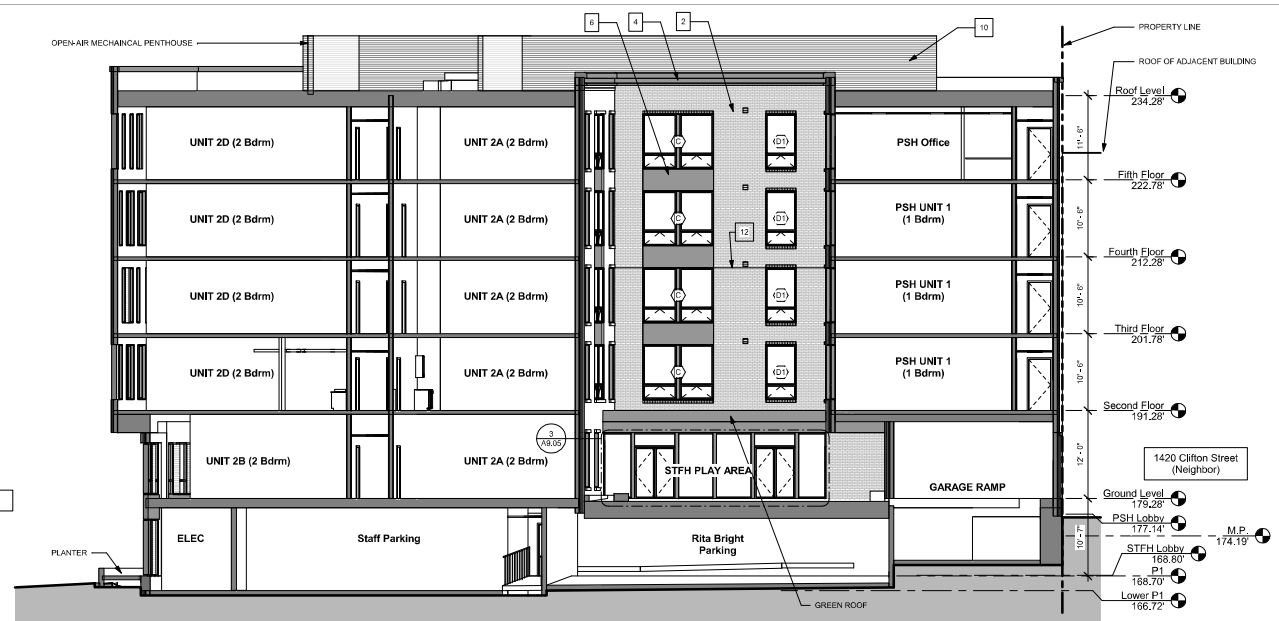 6
4
2
10
OPEN-AIR MECHAINCAL PENTHOUSE
PROPERTY LINE
ROOF OF ADJACENT BUILDING
Roof Level
234.28'
11' - 6"
UNIT 2D (2 Bdrm)
UNIT 2A (2 Bdrm)
C
D1
PSH Office
Fifth Floor
222.78'
10' - 6"
UNIT 2D (2 Bdrm)
UNIT 2A (2 Bdrm)
C
D1
PSH UNIT 1
(1 Bdrm)
12
Fourth Floor
212.28'
10' - 6"
UNIT 2D (2 Bdrm)
UNIT 2A (2 Bdrm)
C
D1
PSH UNIT 1
(1 Bdrm)
Third Floor
201.78'
10' - 6"
UNIT 2D (2 Bdrm)
UNIT 2A (2 Bdrm)
C
D1
PSH UNIT 1
(1 Bdrm)
Second Floor
191.28'
12' - 0"
3
A9.05
UNIT 2B (2 Bdrm)
UNIT 2A (2 Bdrm)
STFH PLAY AREA
GARAGE RAMP
1420 Clifton Street
(Neighbor)
Ground Level
179.28'
PSH Lobby
177.14'
M.P.
174.19'
10' - 7"
ELEC
Staff Parking
Rita Bright
Parking
STFH Lobby
168.80'
PLANTER
P1
168.70'
Lower P1
166.72'
GREEN ROOF